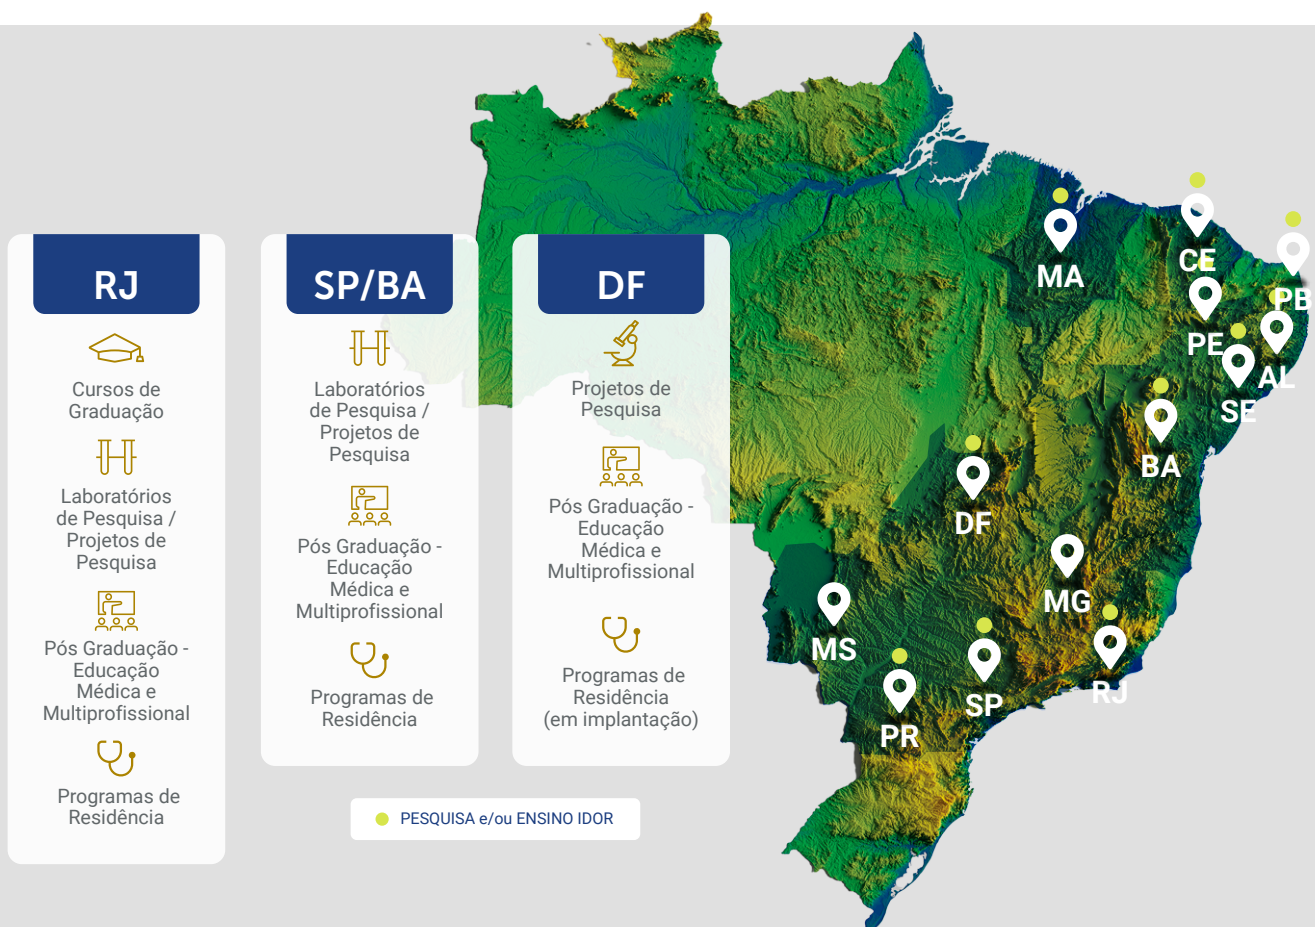 RJ
Cursos de
Graduação
Laboratórios
de Pesquisa /
Projetos de
Pesquisa
Pós Graduação -
Educação
Médica e
Multiprofissional
Programas de
Residência
SP/BA
Laboratórios
de Pesquisa /
Projetos de
Pesquisa
Pós Graduação -
Educação
Médica e
Multiprofissional
Programas de
Residência
DF
Projetos de
Pesquisa
Pós Graduação -
Educação
Médica e
Multiprofissional
Programas de
Residência
(em implantação)
PESQUISA e/ou ENSINO IDOR
MA
CE
PB
PE
AL
SE
BA
DF
MG
MS
RJ
SP
PR